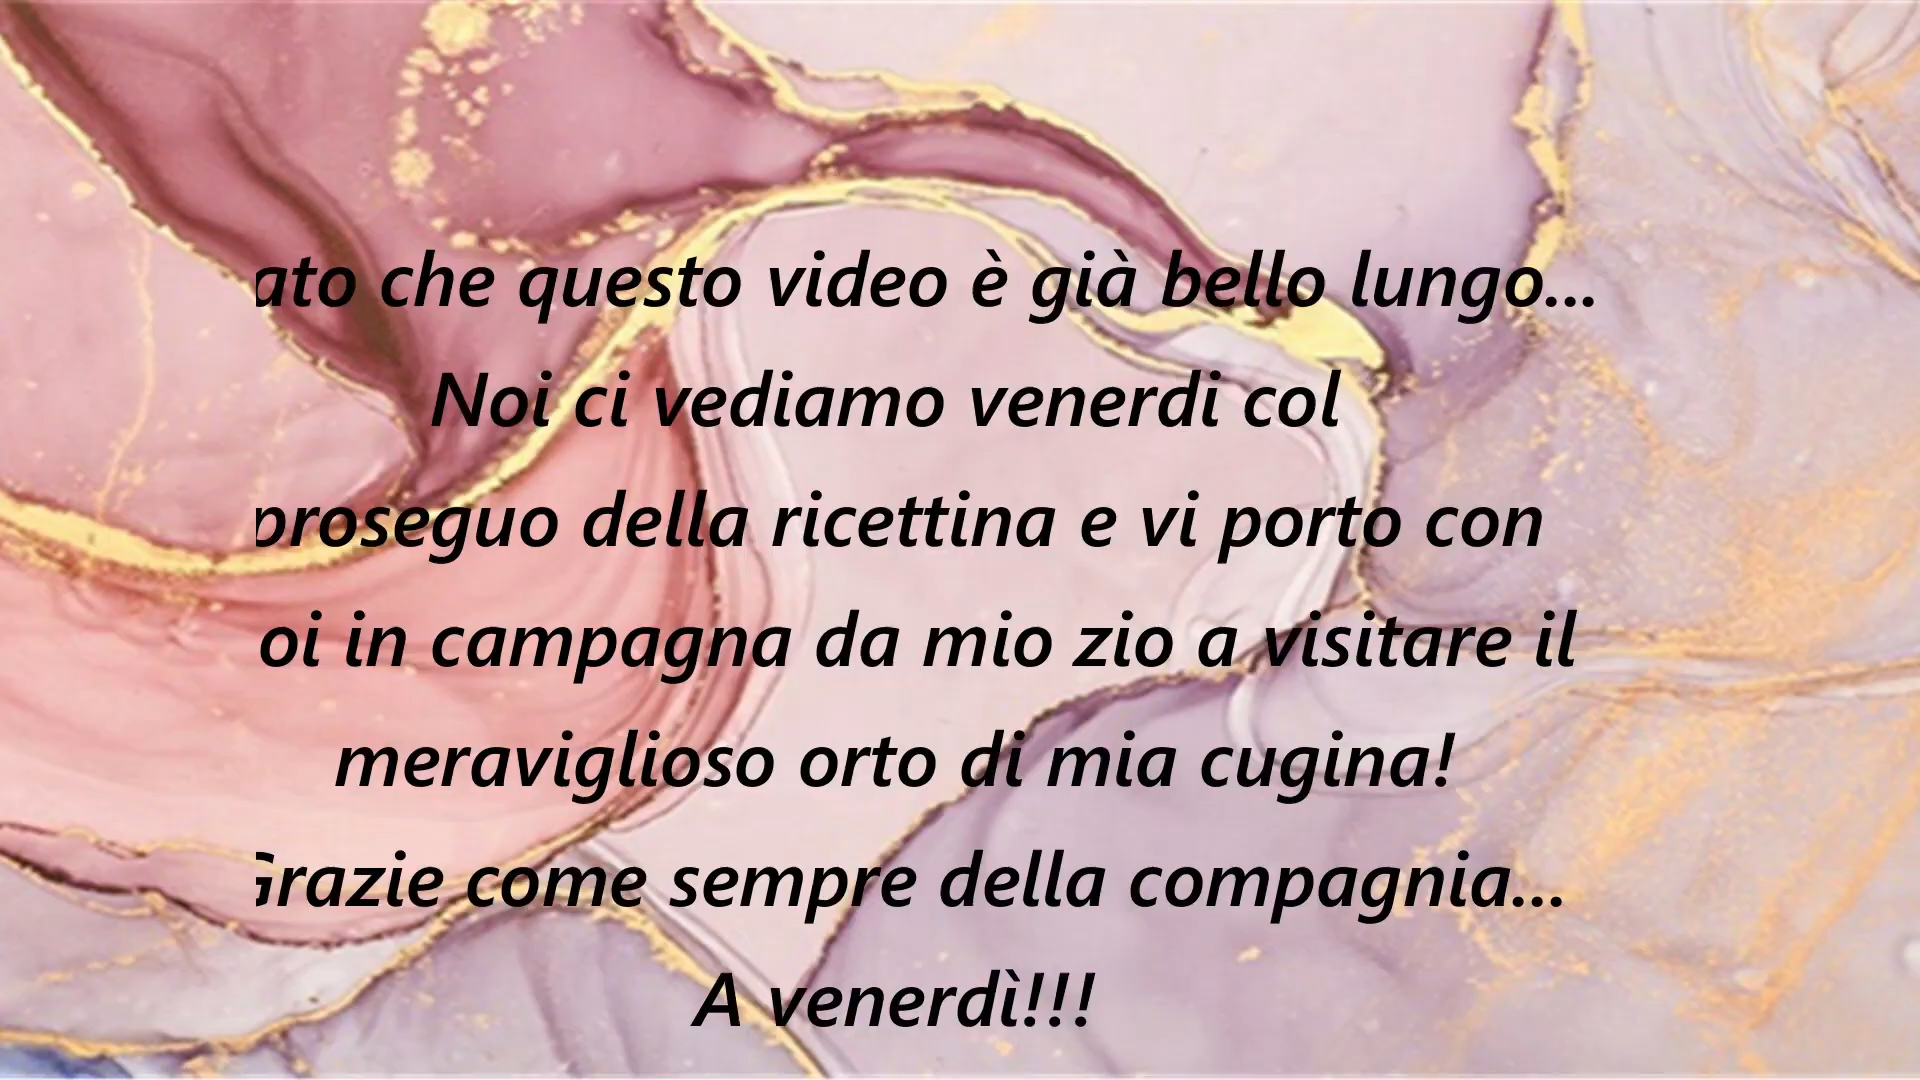 ato che questo video è già bello lungo...
Noi ci vediamo venerdi col
proseguo della ricettina e vi porto con
oi in campagna da mio zio a visitare il
meraviglioso orto di mia cugina!
Grazie come sempre della compagnia...
A venerdì!!!